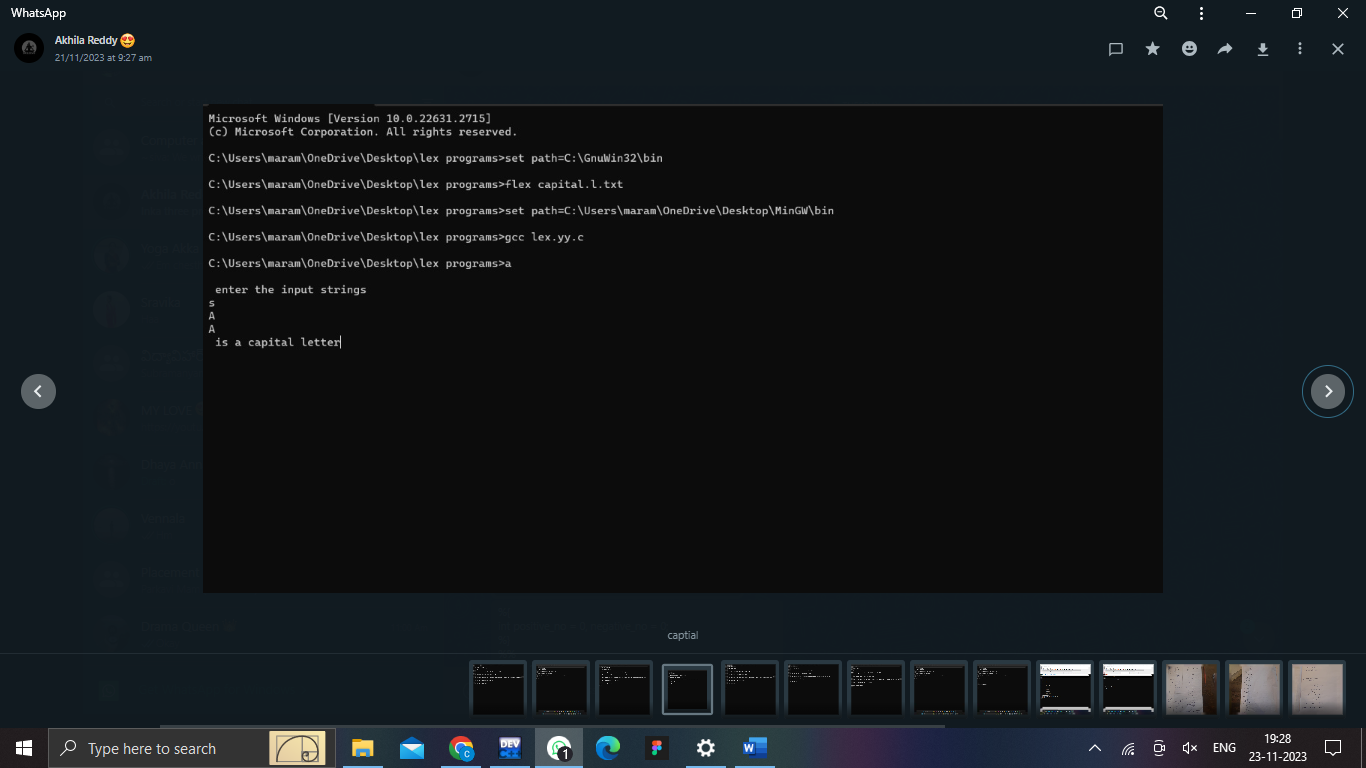 WhatsApp
Akhila Reddy 😍
21/11/2023 at 9:27 am
Microsoft Windows [Version 10.0.22631.2715]
(c) Microsoft Corporation. All rights reserved.
C:\Users\maram\OneDrive\Desktop\lex programs>set path=C:\GnuWin32\bin
C:\Users\maram\OneDrive\Desktop\lex programs>flex capital.l.txt
C:\Users\maram\OneDrive\Desktop\lex programs>set path=C:\Users\maram\OneDrive\Desktop\MinGW\bin
C:\Users\maram\OneDrive\Desktop\lex programs>gcc lex.yy.c
C:\Users\maram\OneDrive\Desktop\lex programs>a
enter the input strings
s
A
A
is a capital letter
captial
Type here to search
DEV
1
ENG
19:28
23-11-2023